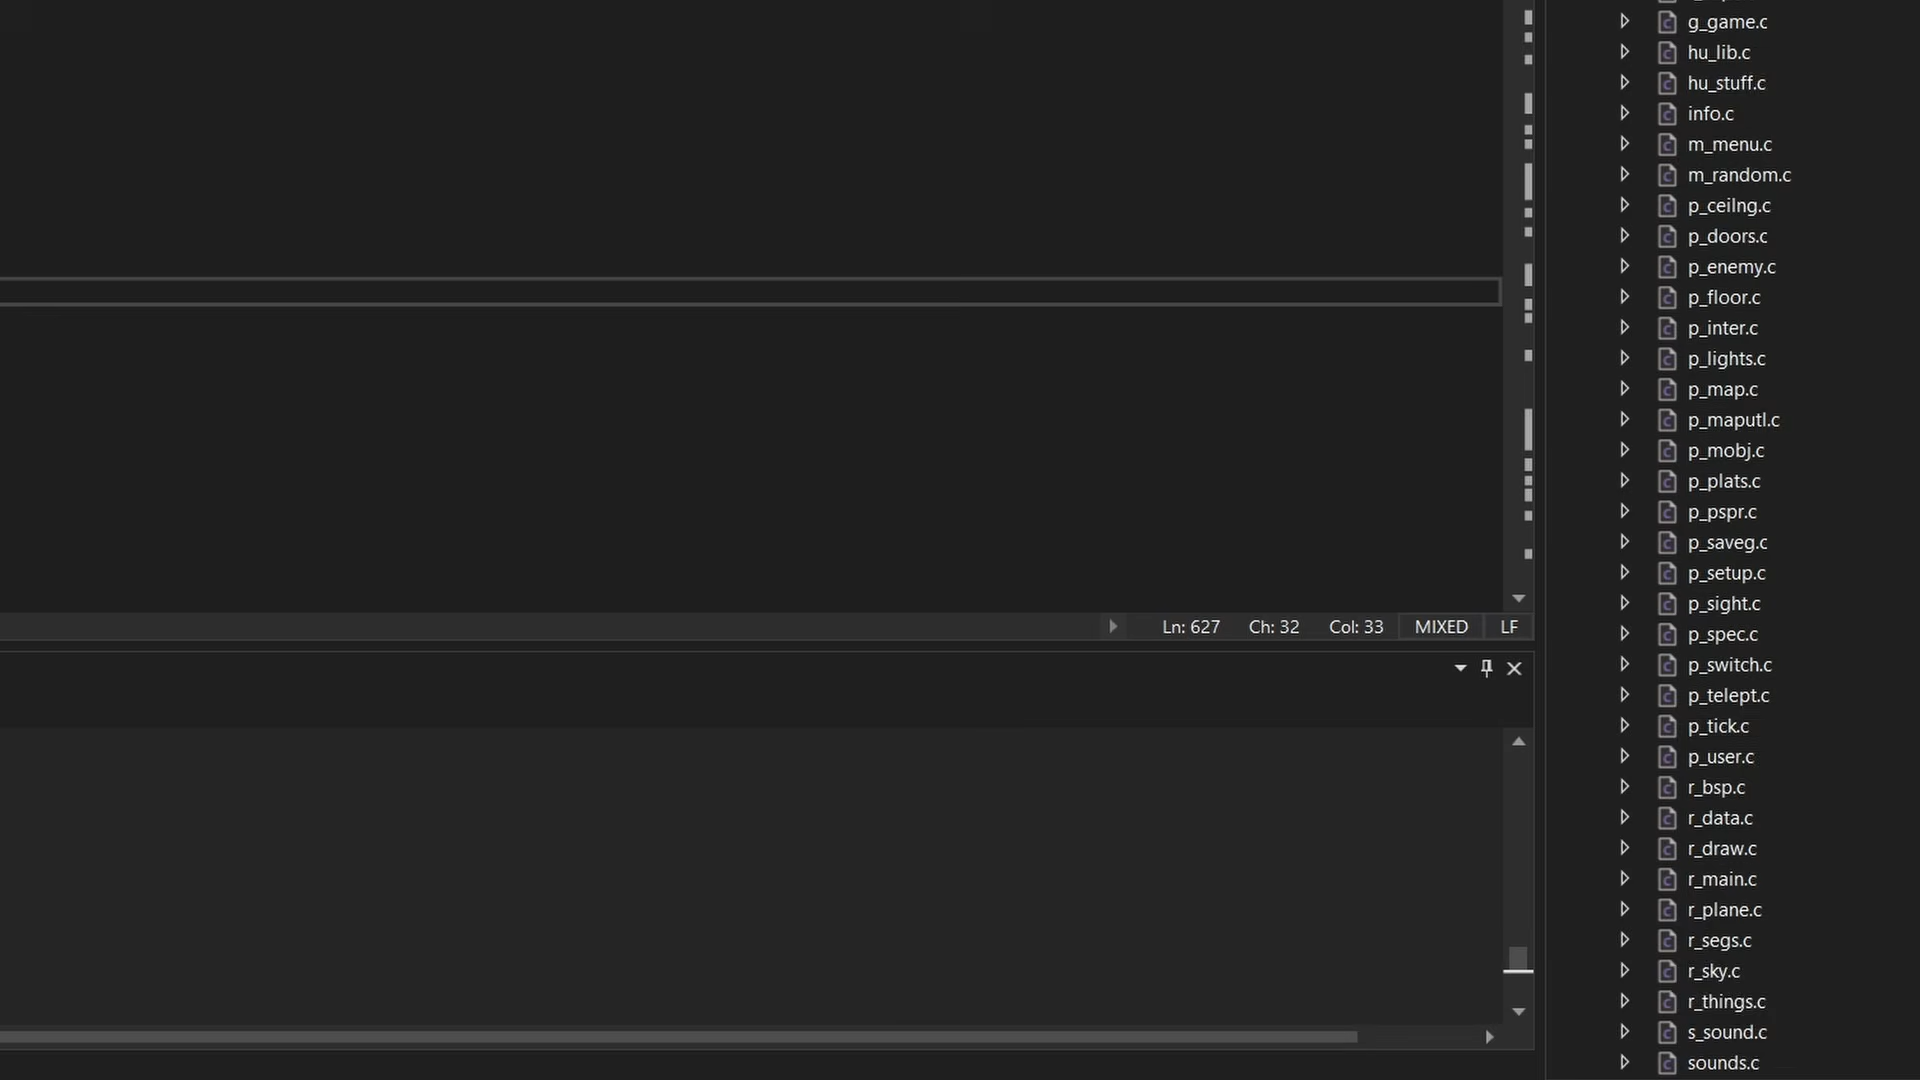 g_game.c
hu_lib.c
hu_stuff.c
info.c
m_menu.c
m_random.c
p_ceilng.c
p_doors.c
p_enemy.c
p_floor.c
p_inter.c
p_lights.c
p_map.c
p_maputl.c
p_mobj.c
p_plats.c
p_pspr.c
p_saveg.c
p_setup.c
p_sight.c
p_spec.c
p_switch.c
p_telept.c
p_tick.c
p_user.c
r_bsp.c
r_data.c
r_draw.c
r_main.c
r_plane.c
r_segs.c
r_sky.c
r_things.c
s_sound.c
sounds.c
Ln: 627 Ch: 32 Col: 33 MIXED LF